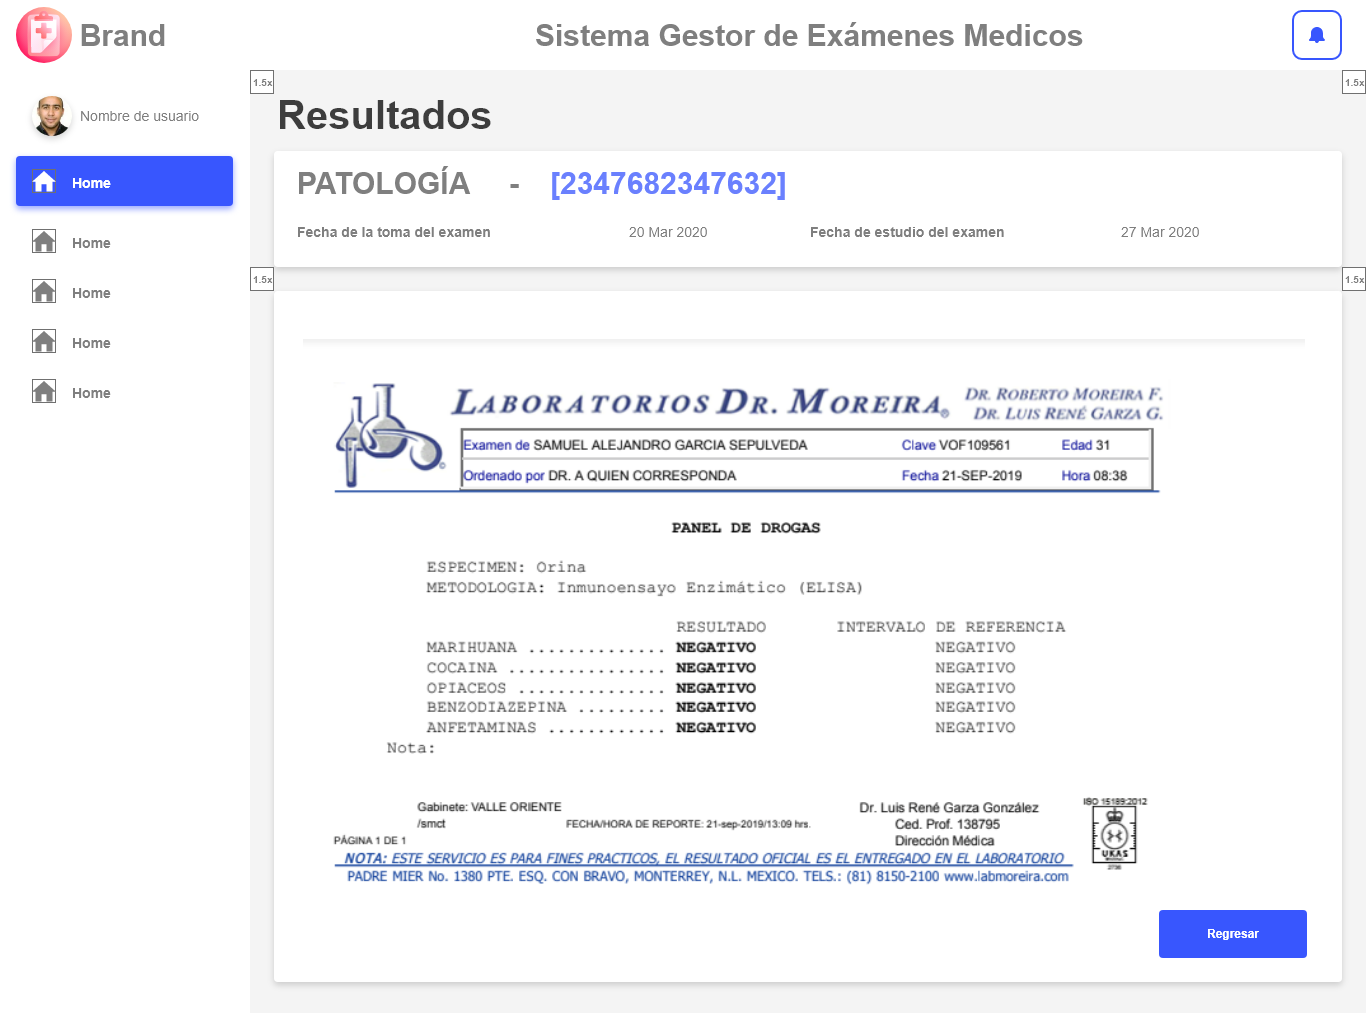 Brand
Sistema Gestor de Exámenes Medicos
1.5x
1.5x
Nombre de usuario
Home
Home
Home
Home
Home
Resultados
PATOLOGÍA - [2347682347632]
Fecha de la toma del examen 20 Mar 2020 Fecha de estudio del examen 27 Mar 2020
1.5x
1.5x
LABORATORIOS DR. MOREIRA® DR. ROBERTO MOREIRA F.
DR. LUIS RENÉ GARZA G.
Examen de SAMUEL ALEJANDRO GARCIA SEPULVEDA Clave VOF109561 Edad 31
Ordenado por DR. A QUIEN CORRESPONDA Fecha 21-SEP-2019 Hora 08:38
PANEL DE DROGAS
ESPECIMEN: Orina
METODOLOGIA: Inmunoensayo Enzimático (ELISA)
RESULTADO INTERVALO DE REFERENCIA
MARIHUANA .............. NEGATIVO NEGATIVO
COCAINA ................ NEGATIVO NEGATIVO
OPIACEOS ............... NEGATIVO NEGATIVO
BENZODIAZEPINA ......... NEGATIVO NEGATIVO
ANFETAMINAS ............ NEGATIVO NEGATIVO
Nota:
Gabinete: VALLE ORIENTE
/smct
FECHA/HORA DE REPORTE: 21-sep-2019/13:09 hrs.
Dr. Luis René Garza González
Ced. Prof. 138795
Dirección Médica
ISO 15189:2012
UKAS
PÁGINA 1 DE 1
NOTA: ESTE SERVICIO ES PARA FINES PRACTICOS, EL RESULTADO OFICIAL ES EL ENTREGADO EN EL LABORATORIO
PADRE MIER No. 1380 PTE. ESQ. CON BRAVO, MONTERREY, N.L. MEXICO. TELS.: (81) 8150-2100 www.labmoreira.com
Regresar